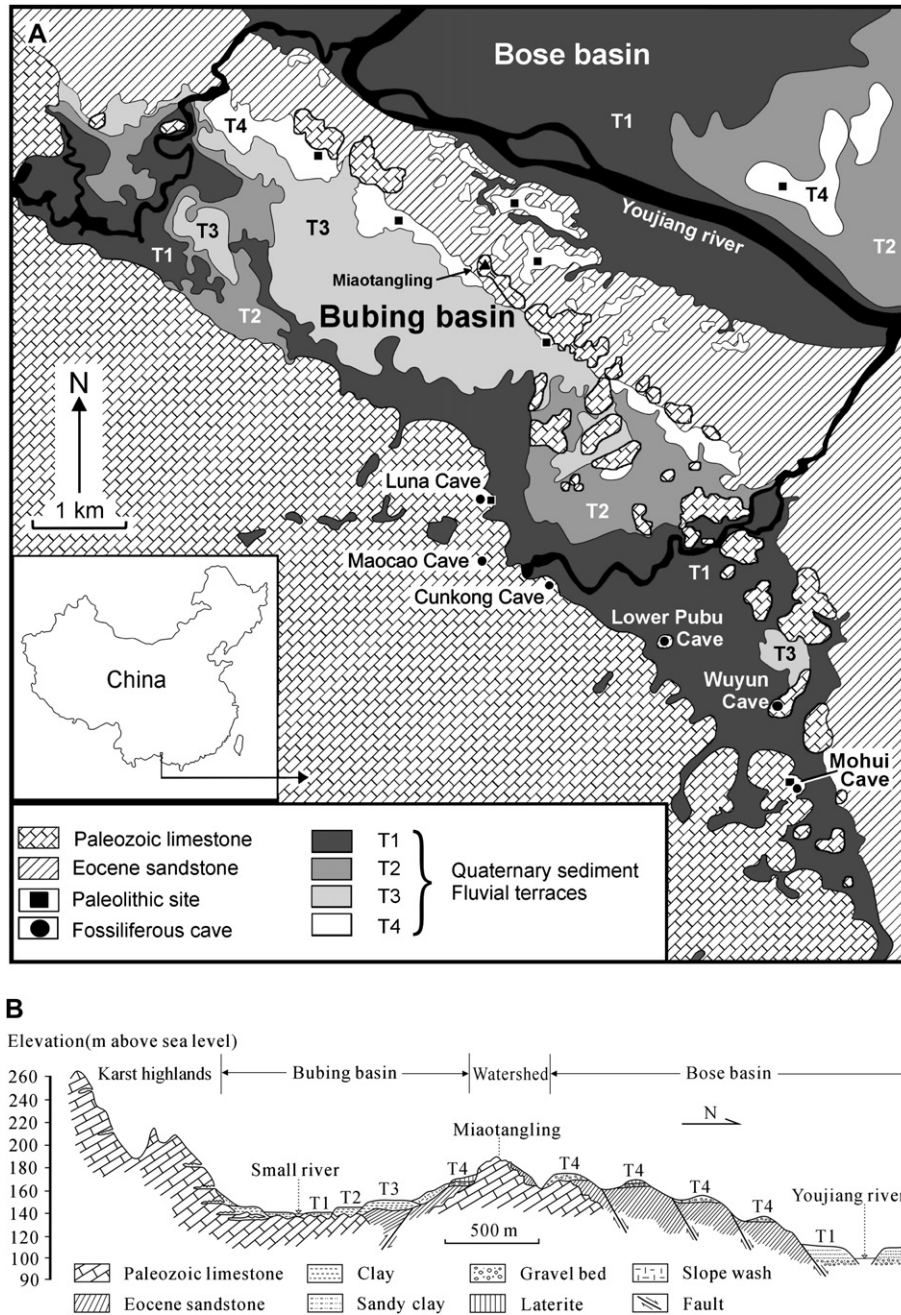 A
Bose basin
T1
T4
T4
T3
T3
T1
T2
Youjiang river
T2
Miaotangling
Bubing basin
N
1 km
Luna Cave
Maocao Cave
Cunkong Cave
T2
T1
Lower Pubu
Cave
T3
Wuyun
Cave
Mohui
Cave
China
Paleozoic limestone
Eocene sandstone
Paleolithic site
Fossiliferous cave
T1
T2
T3
T4
Quaternary sediment
Fluvial terraces
B
Elevation(m above sea level)
Karst highlands
Bubing basin
Watershed
Bose basin
260
240
220
200
180
160
140
120
100
90
N
Miaotangling
Small river
T1
T2
T3
T4
T4
T4
T4
T4
T1
Youjiang river
500 m
Paleozoic limestone
Clay
Gravel bed
Slope wash
Eocene sandstone
Sandy clay
Laterite
Fault